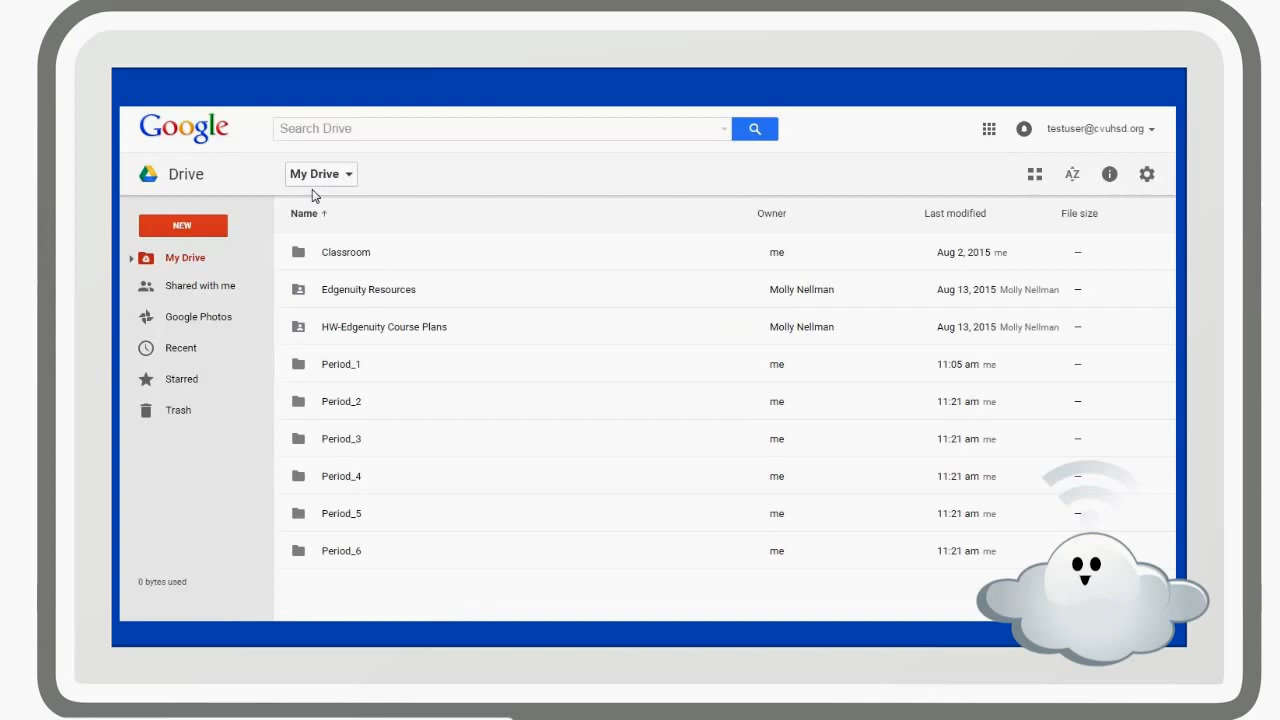 Google Search Drive testuser@cvuhsd.org
Drive My Drive AZ
Name ↑ Owner Last modified File size
NEW
Classroom me Aug 2, 2015 me —
My Drive
Shared with me
Edgenuity Resources Molly Nellman Aug 13, 2015 Molly Nellman —
Google Photos
HW-Edgenuity Course Plans Molly Nellman Aug 13, 2015 Molly Nellman —
Recent
Period_1 me 11:05 am me —
Starred
Period_2 me 11:21 am me —
Trash
Period_3 me 11:21 am me —
Period_4 me 11:21 am me —
Period_5 me 11:21 am me —
Period_6 me 11:21 am me
0 bytes used